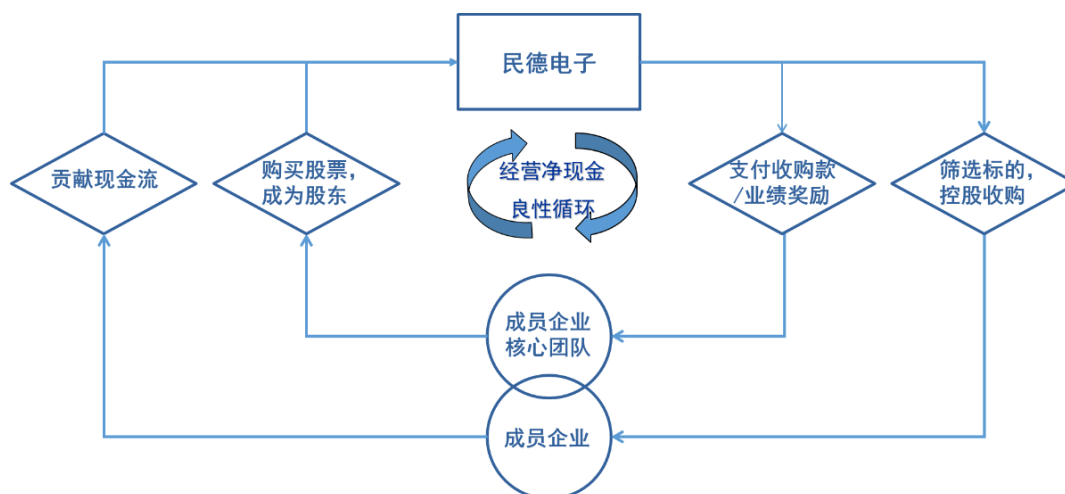 民德电子
贡献现金流
购买股票，
成为股东
经营净现金
良性循环
支付收购款
/业绩奖励
筛选标的，
控股收购
成员企业
核心团队
成员企业